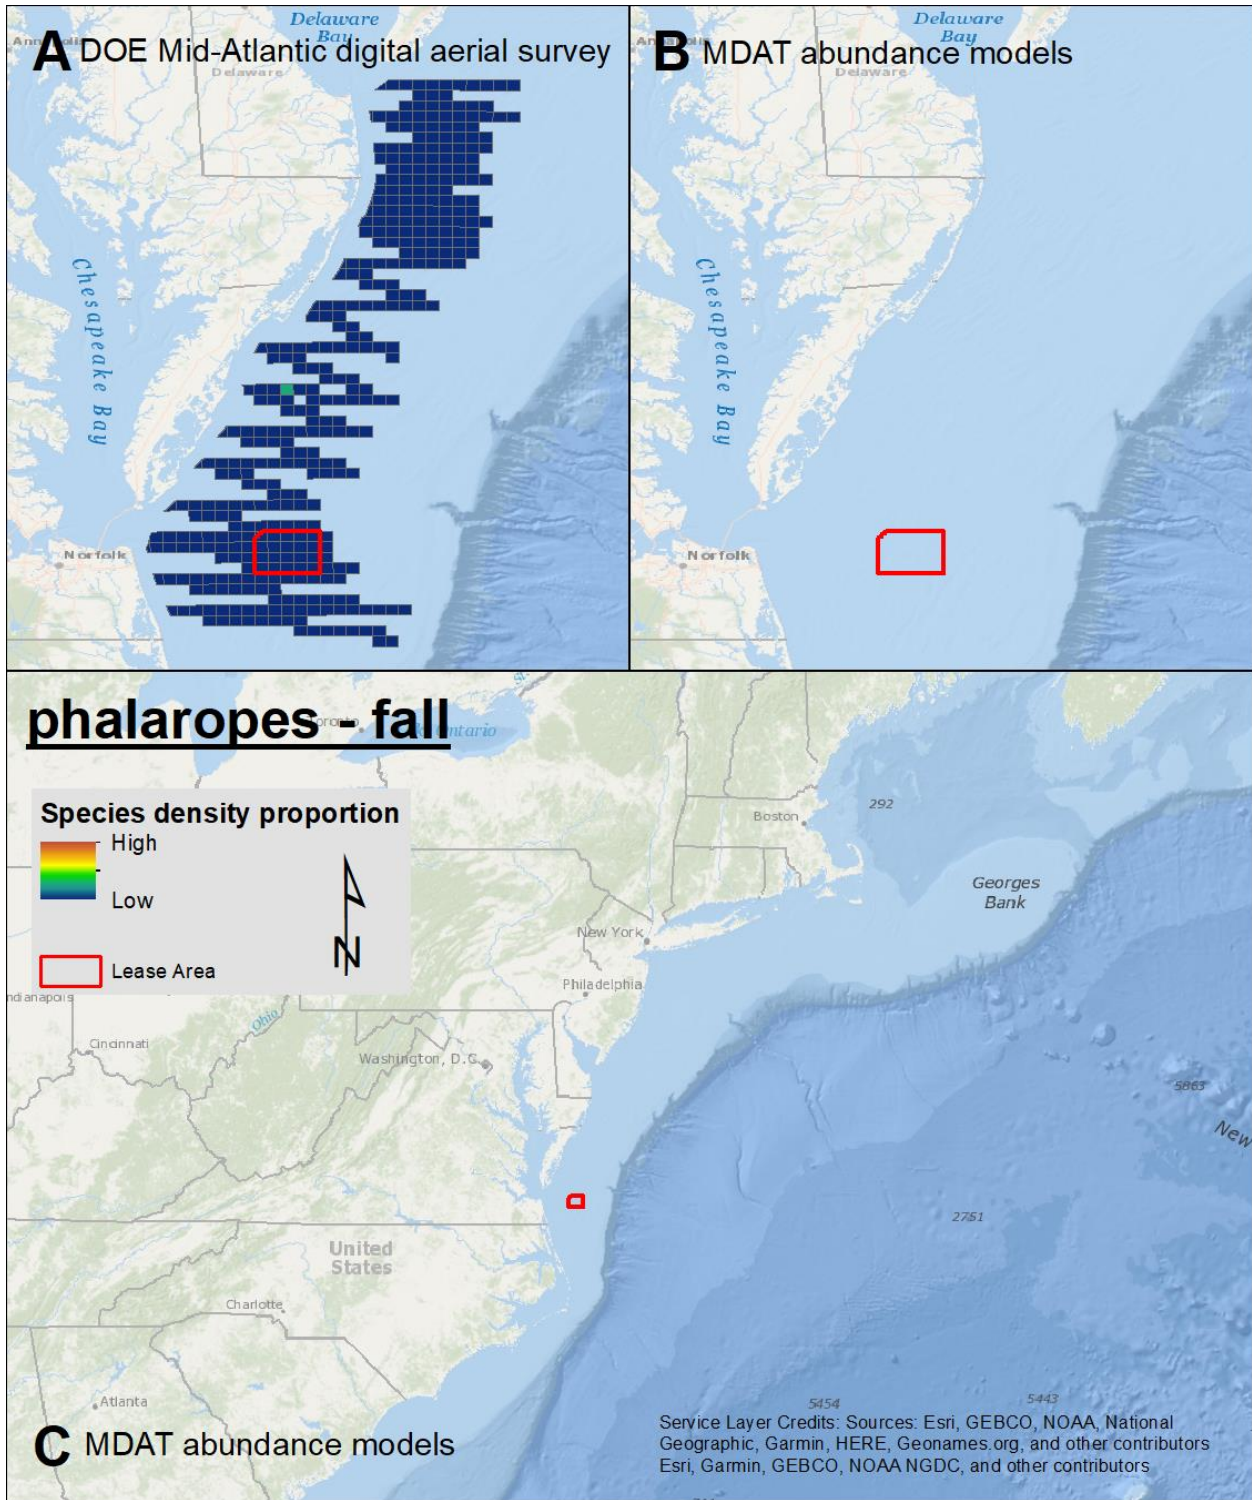 Delaware
Bay
A DOE Mid-Atlantic digital aerial survey
Delaware
Chesapeake Bay
Norfolk
Delaware
Bay
B MDAT abundance models
Delaware
Chesapeake Bay
Norfolk
phalaropes - fall
Toronto
Ontario
Species density proportion
High
Low
Lease Area
N
292
Boston
Georges
Bank
New York
Philadelphia
Indianapolis
Ohio
Cincinnati
Washington, D.C.
5863
New
2751
United
States
Charlotte
Atlanta
5454
5443
C MDAT abundance models
Service Layer Credits: Sources: Esri, GEBCO, NOAA, National
Geographic, Garmin, HERE, Geonames.org, and other contributors
Esri, Garmin, GEBCO, NOAA NGDC, and other contributors